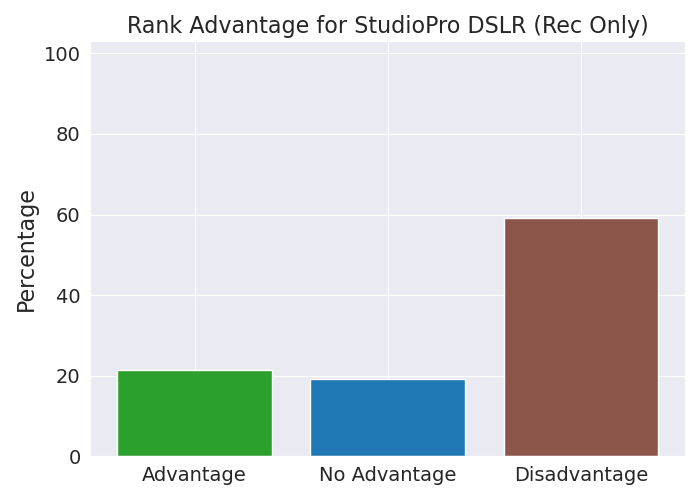 Rank Advantage for StudioPro DSLR (Rec Only)
100
80
60
40
20
0
Percentage
Advantage
No Advantage
Disadvantage